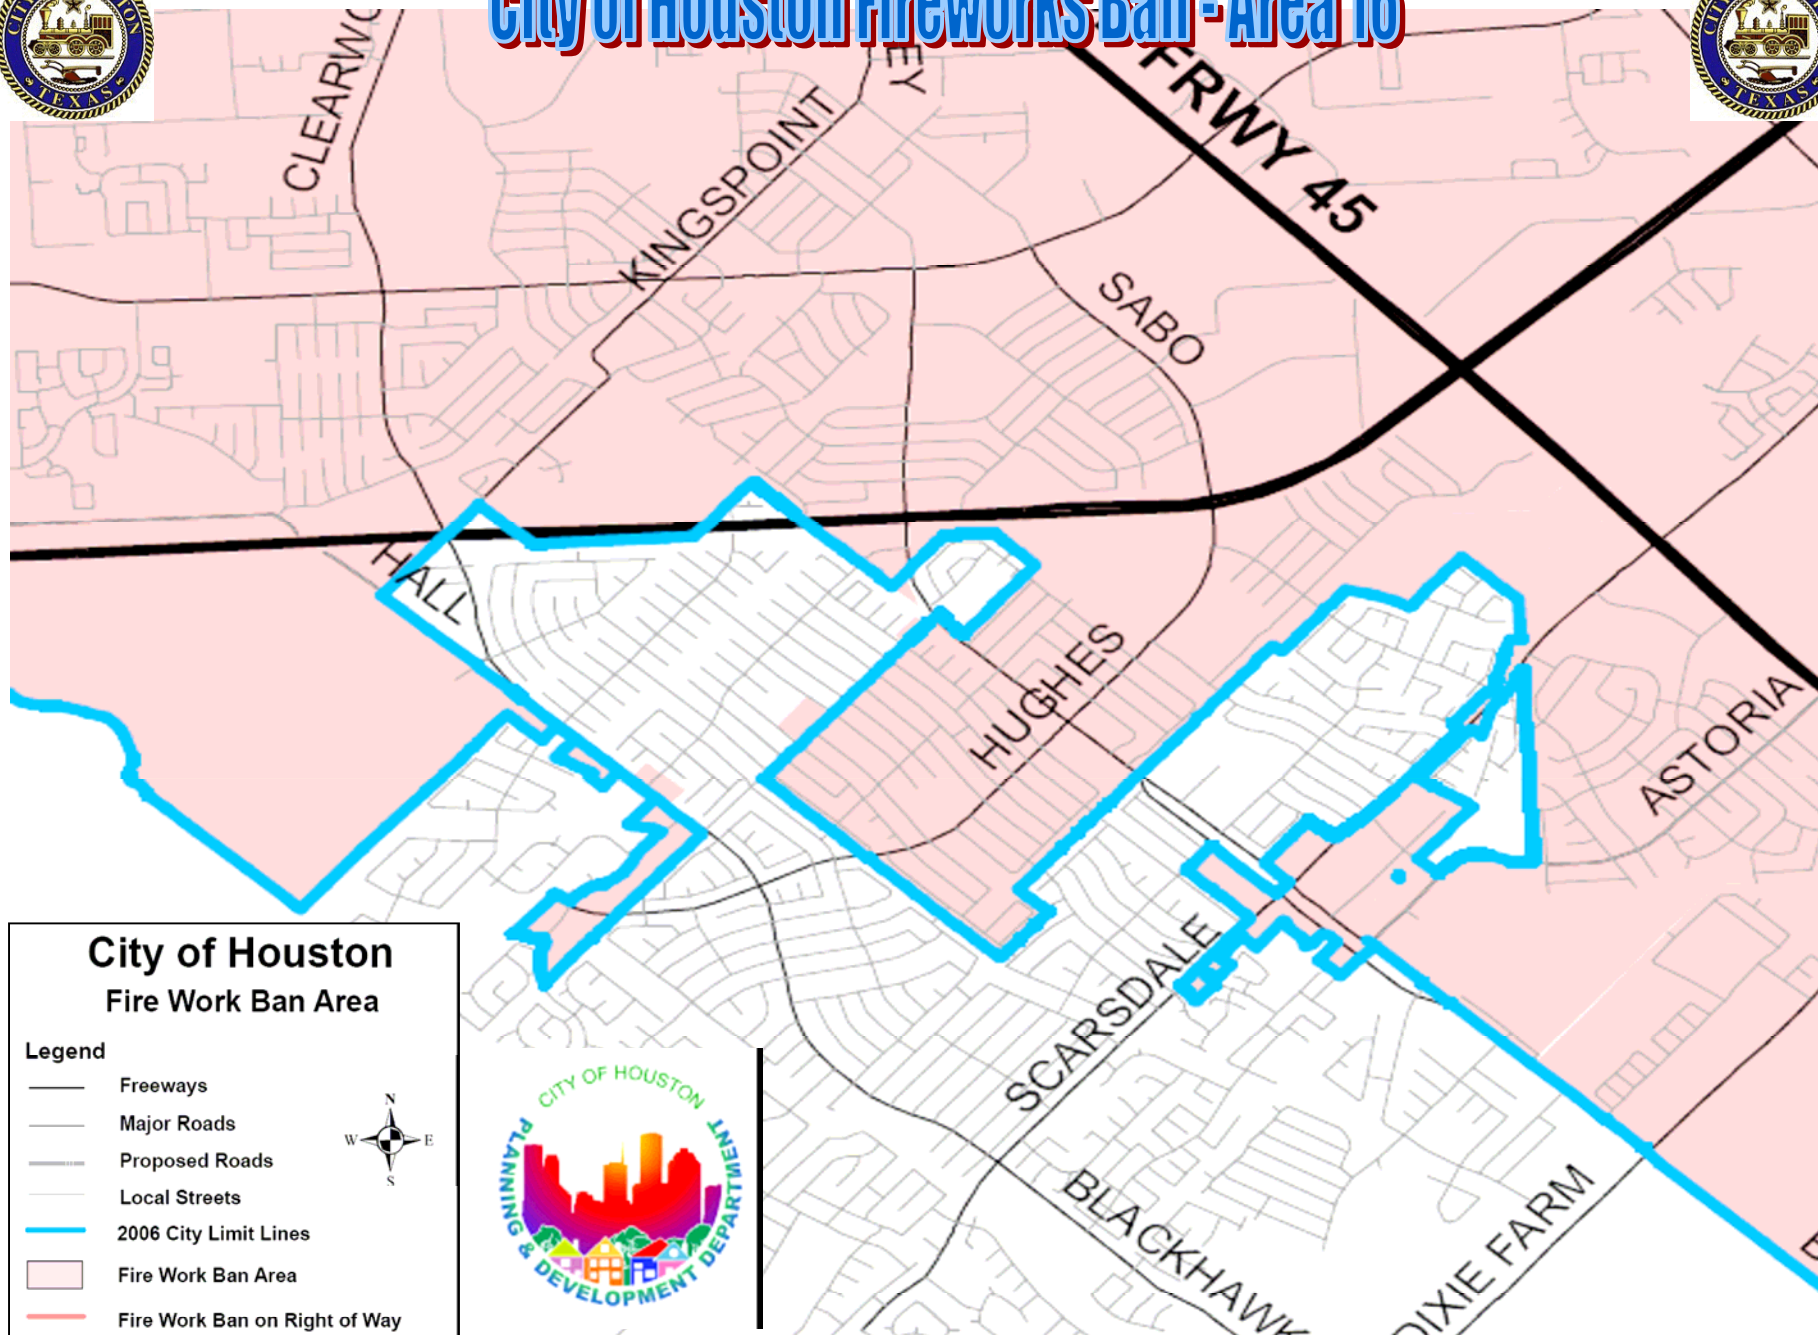 City of Houston Fireworks Ban - Area 16
TEXAS
TEXAS
FRWY 45
KINGSPOINT
SABO
HALL
HUGHES
ASTORIA
SCARSDALE
BLACKHAWK
DIXIE FARM
City of Houston
Fire Work Ban Area
Legend
Freeways
Major Roads
Proposed Roads
Local Streets
2006 City Limit Lines
Fire Work Ban Area
Fire Work Ban on Right of Way
N
W E
S
CITY OF HOUSTON
PLANNING & DEVELOPMENT DEPARTMENT